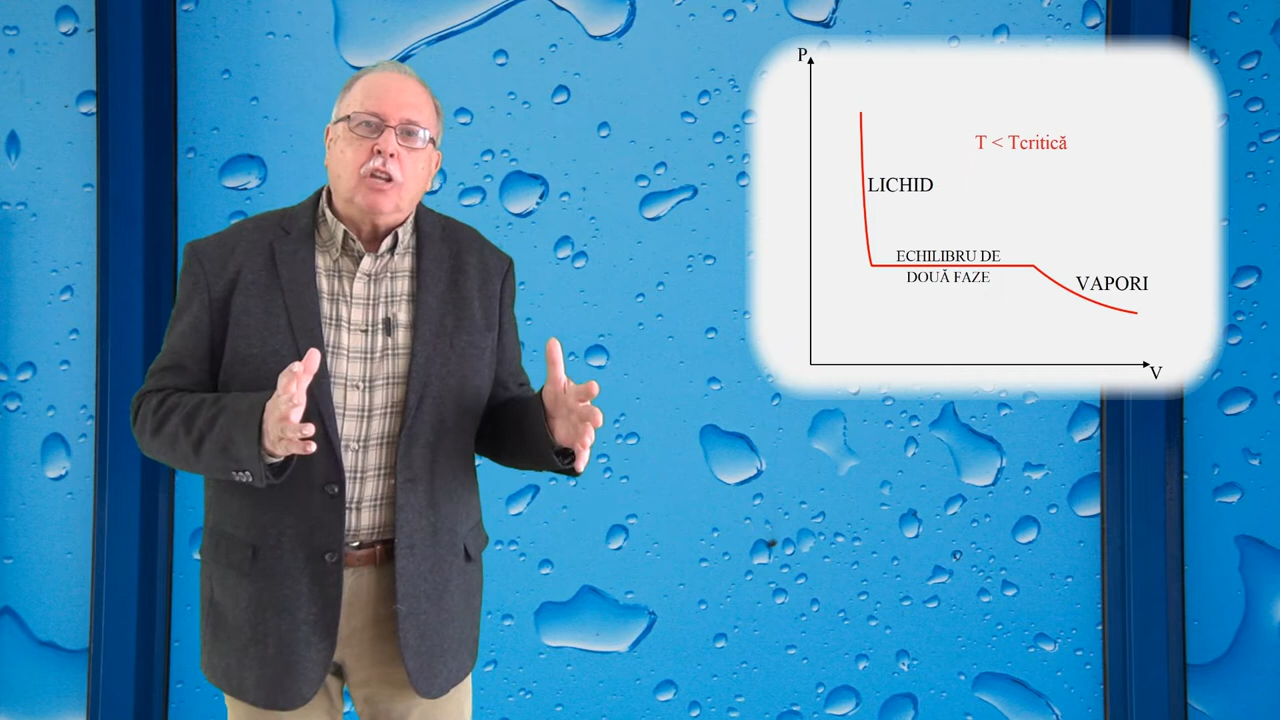 P
T < Tcritică
LICHID
ECHILIBRU DE
DOUĂ FAZE
VAPORI
V